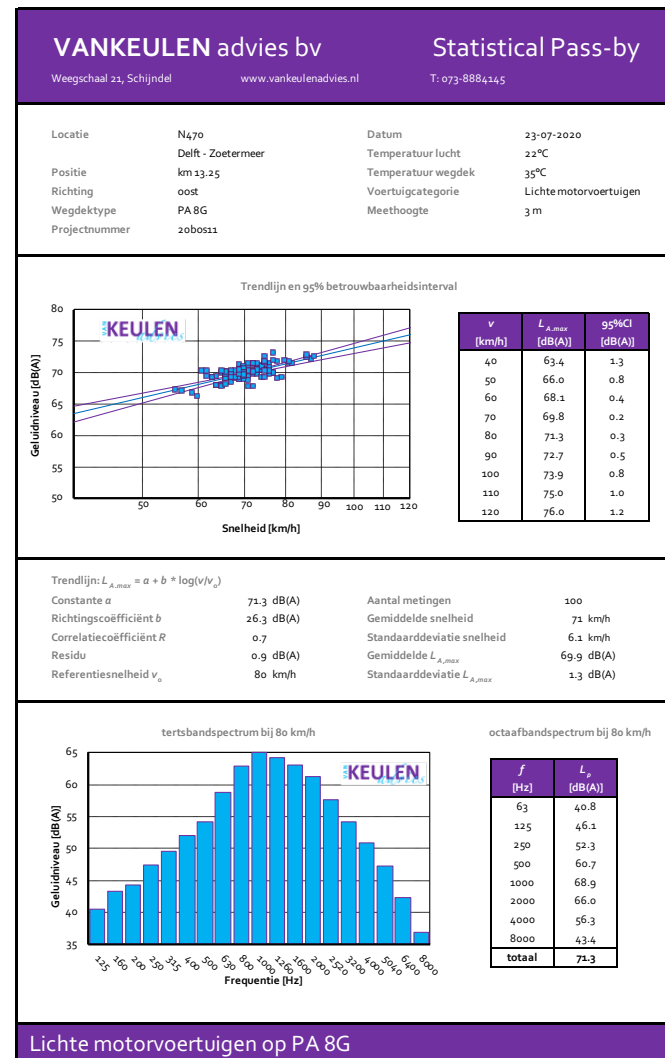 VANKEULEN advies bv Statistical Pass-by
Weegschaal 21, Schijndel www.vankeulenadvies.nl T: 073-8884145
Locatie N470 Datum 23-07-2020
Delft - Zoetermeer Temperatuur lucht 22°C
Positie km 13.25 Temperatuur wegdek 35°C
Richting oost Voertuigcategorie Lichte motorvoertuigen
Wegdektype PA 8G Meethoogte 3 m
Projectnummer 20bos11
Trendlijn en 95% betrouwbaarheidsinterval
VAN KEULEN advies
Geluidniveau [dB(A)]
80
75
70
65
60
55
50
50 60 70 80 90 100 110 120
Snelheid [km/h]
v L A.max 95%CI
[km/h] [dB(A)] [dB(A)]
40 63.4 1.3
50 66.0 0.8
60 68.1 0.4
70 69.8 0.2
80 71.3 0.3
90 72.7 0.5
100 73.9 0.8
110 75.0 1.0
120 76.0 1.2
Trendlijn: L A.max = a + b * log(v/v o)
Constante a 71.3 dB(A) Aantal metingen 100
Richtingscoëfficiënt b 26.3 dB(A) Gemiddelde snelheid 71 km/h
Correlatiecoëfficiënt R 0.7 Standaarddeviatie snelheid 6.1 km/h
Residu 0.9 dB(A) Gemiddelde L A,max 69.9 dB(A)
Referentiesnelheid v o 80 km/h Standaarddeviatie L A,max 1.3 dB(A)
tertsbandspectrum bij 80 km/h octaafbandspectrum bij 80 km/h
VAN KEULEN advies
Geluidniveau [dB(A)]
65
60
55
50
45
40
35
125 160 200 250 315 400 500 630 800 1000 1260 1600 2000 2520 3200 4000 5040 6400 8000
Frequentie [Hz]
f L p
[Hz] [dB(A)]
63 40.8
125 46.1
250 52.3
500 60.7
1000 68.9
2000 66.0
4000 56.3
8000 43.4
totaal 71.3
Lichte motorvoertuigen op PA 8G